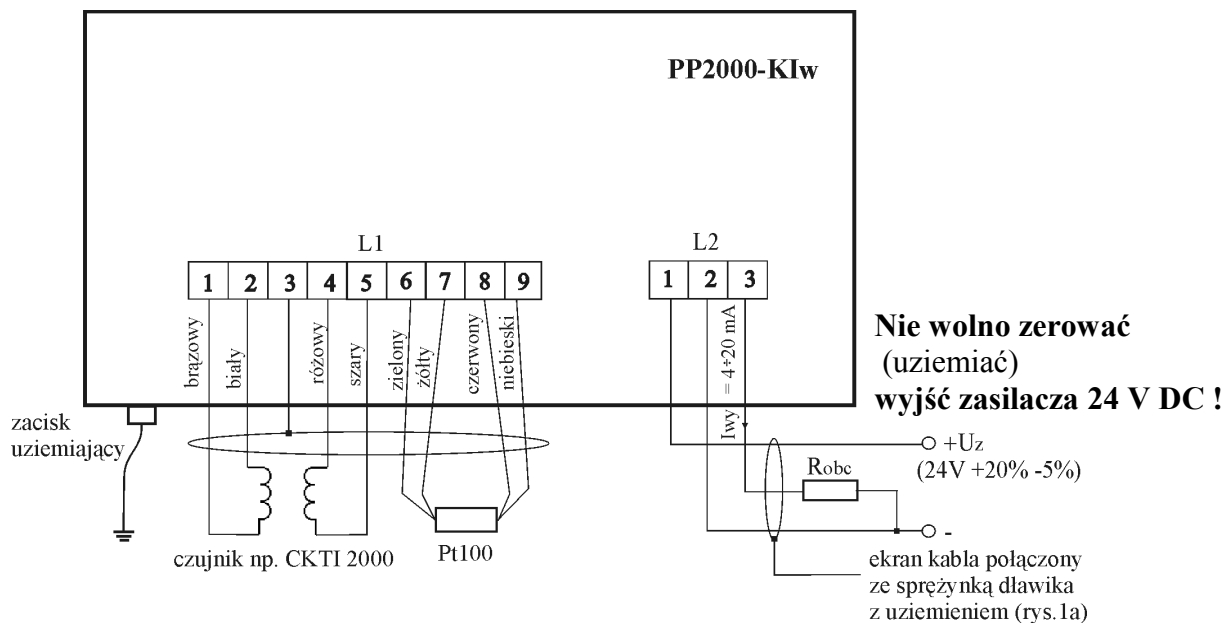 PP2000-KIw
L1
1 2 3 4 5 6 7 8 9
brązowy
biały
różowy
szary
zielony
żółty
czerwony
niebieski
L2
1 2 3
Iwy = 4÷20 mA
Nie wolno zerować
(uziemiać)
wyjść zasilacza 24 V DC !
zacisk
uziemiający
czujnik np. CKTI 2000
Pt100
+Uz
(24V +20% -5%)
Robc
-
ekran kabla połączony
ze sprężynką dławika
z uziemieniem (rys.1a)